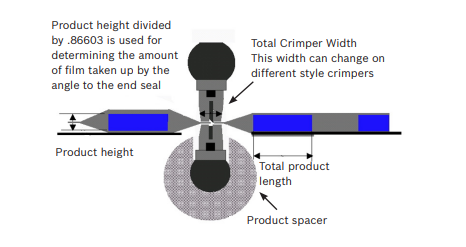 Product height divided
by .86603 is used for
determining the amount
of film taken up by the
angle to the end seal
Total Crimper Width
This width can change on
different style crimpers
Product height
Total product
length
Product spacer